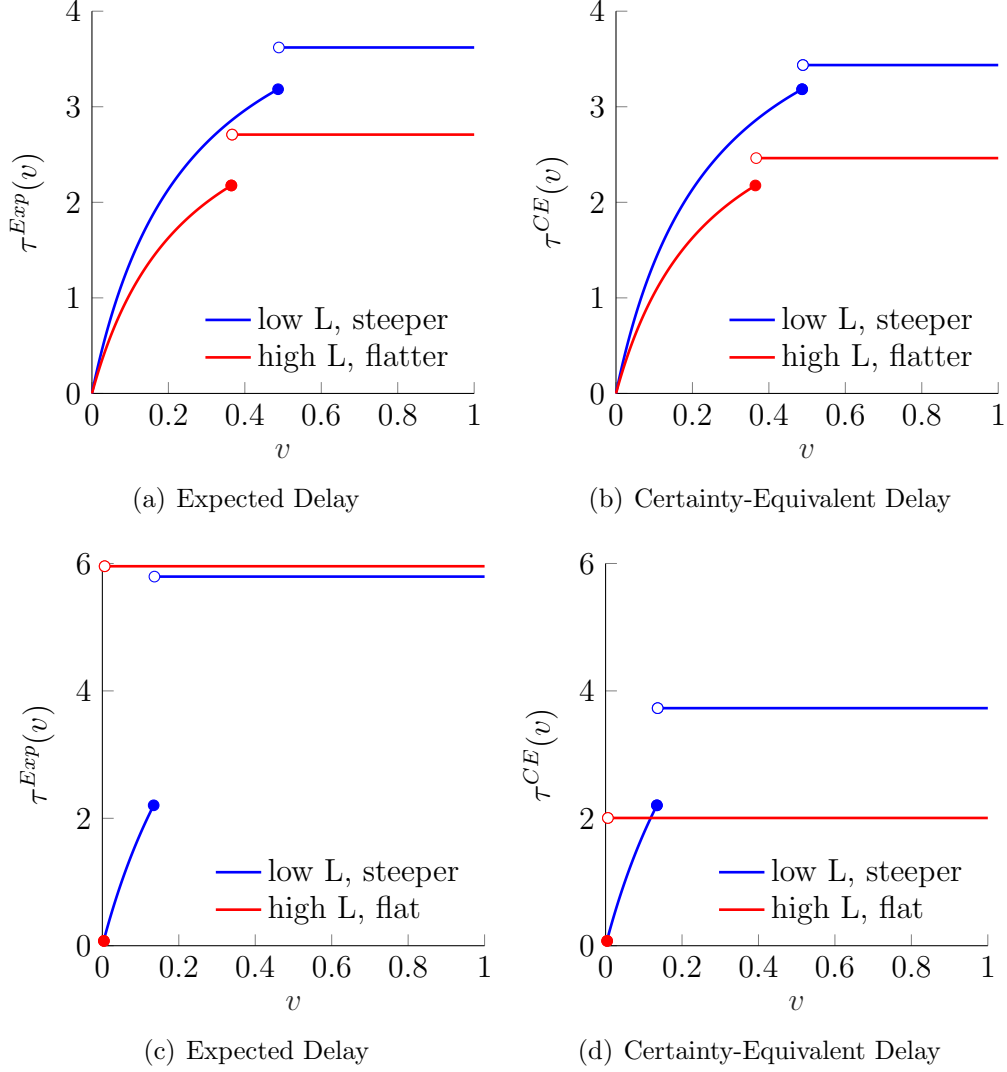 4
3
2
1
0
0
0.2
0.4
0.6
0.8
1
v
τ^{Exp}(v)
low L, steeper
high L, flatter
(a) Expected Delay
4
3
2
1
0
0
0.2
0.4
0.6
0.8
1
v
τ^{CE}(v)
low L, steeper
high L, flatter
(b) Certainty-Equivalent Delay
6
4
2
0
0
0.2
0.4
0.6
0.8
1
v
τ^{Exp}(v)
low L, steeper
high L, flat
(c) Expected Delay
6
4
2
0
0
0.2
0.4
0.6
0.8
1
v
τ^{CE}(v)
low L, steeper
high L, flat
(d) Certainty-Equivalent Delay